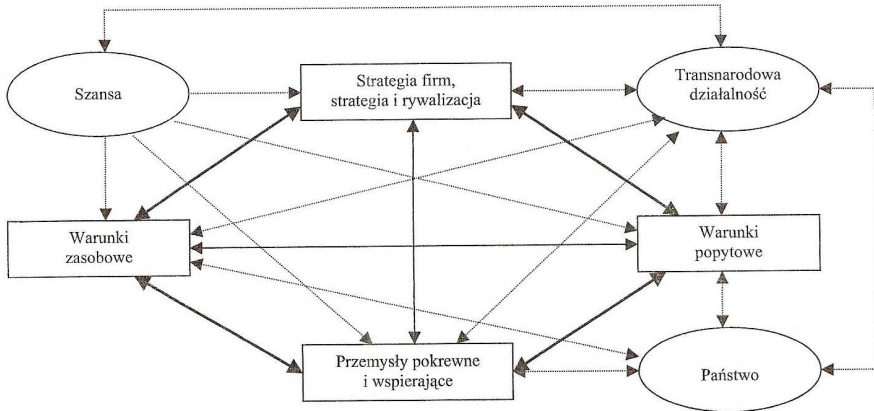 Szansa
Strategia firm,
strategia i rywalizacja
Transnarodowa
działalność
Warunki
zasobowe
Warunki
popytowe
Przemysły pokrewne
i wspierające
Państwo